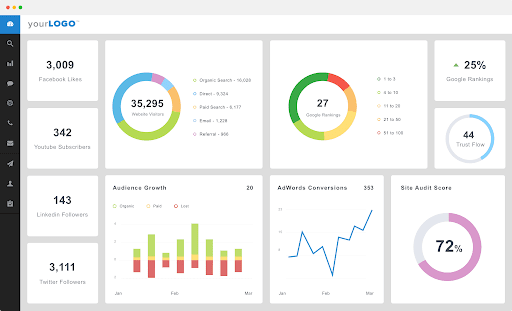 yourLOGO
3,009
Facebook Likes
342
Youtube Subscribers
143
Linkedin Followers
3,111
Twitter Followers
35,295
Website Visitors
Organic Search - 16,028
Direct - 9,324
Paid Search - 8,177
Email - 1,228
Referral - 980
27
Google Rankings
1 to 3
4 to 10
11 to 20
21 to 50
51 to 100
25%
Google Rankings
44
Trust Flow
Audience Growth 20
Organic Paid Lost
Jan Feb Mar
AdWords Conversions 353
Jan Feb Mar
Site Audit Score
72%